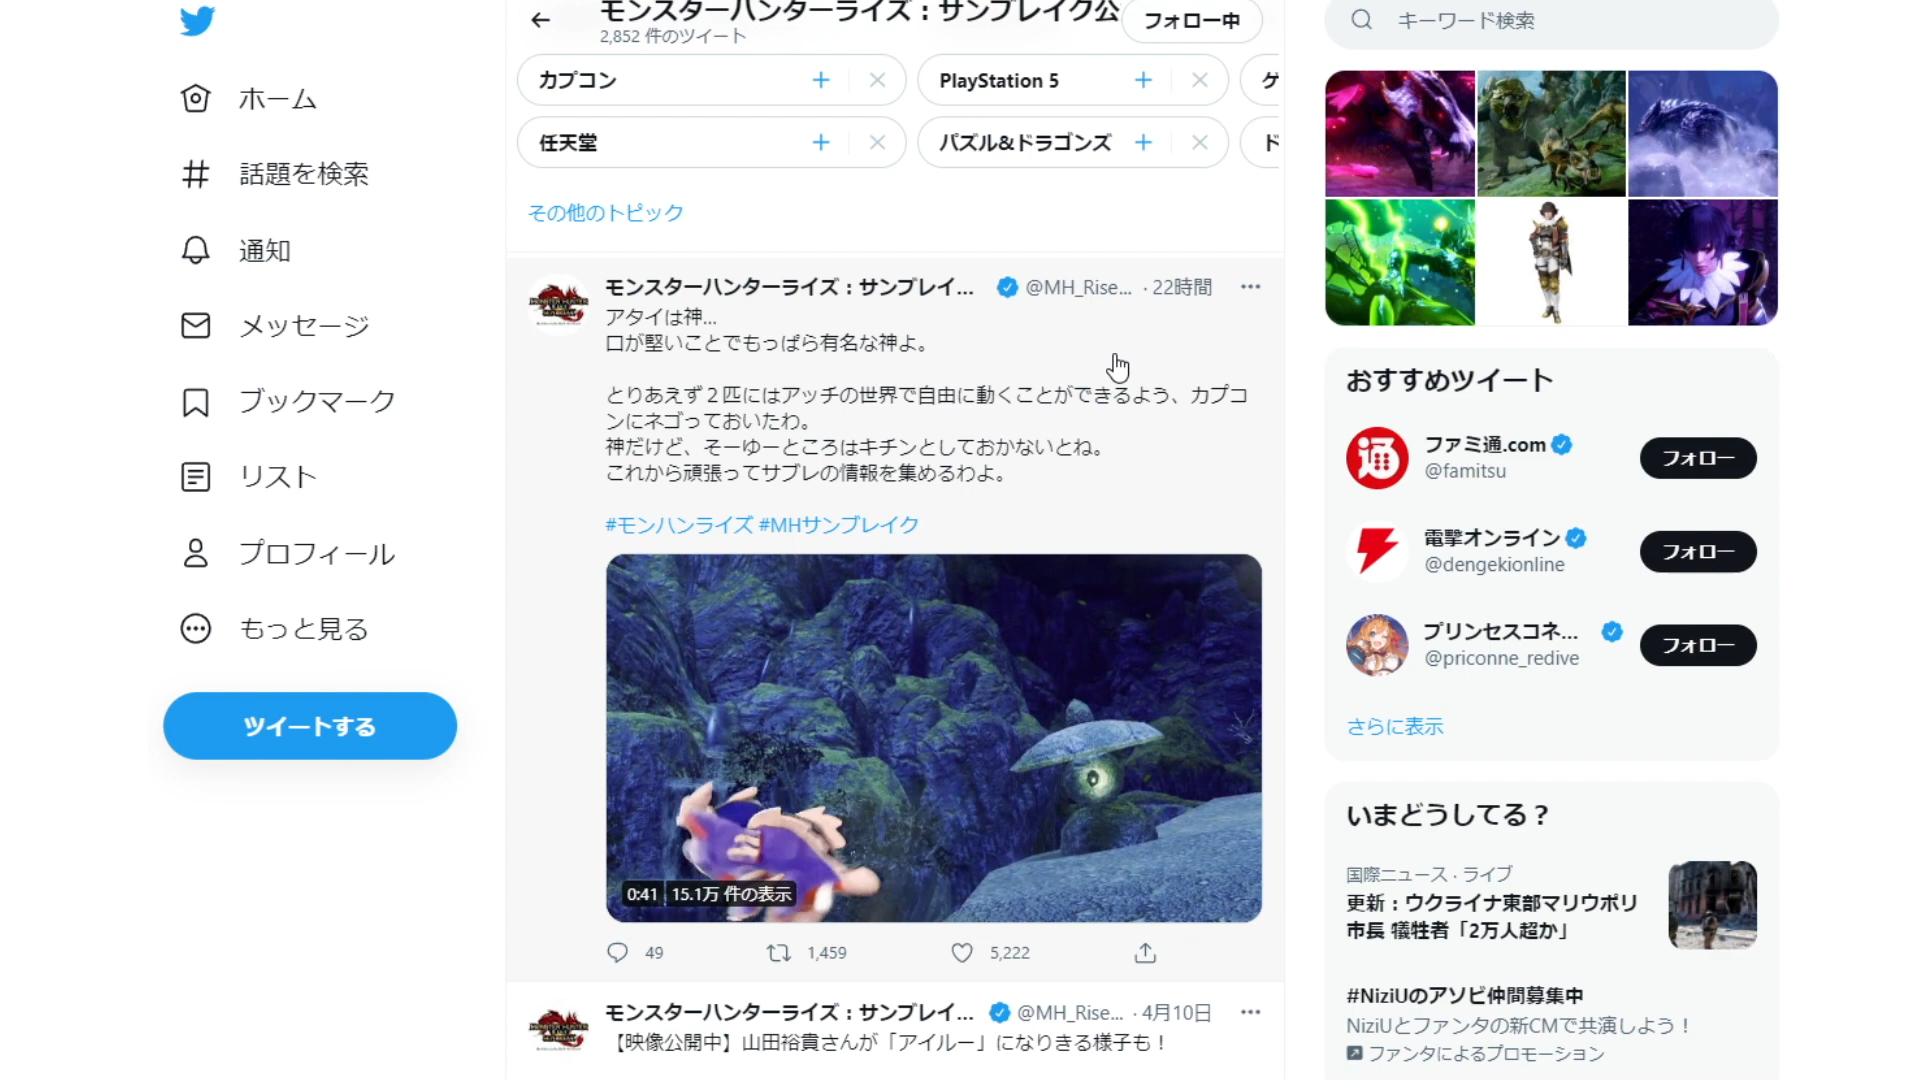 モンスターハンターライズ：サンブレイク公
2,852 件のツイート
フォロー中
キーワード検索
ホーム
話題を検索
通知
メッセージ
ブックマーク
リスト
プロフィール
もっと見る
ツイートする
カプコン
PlayStation 5
ゲ
任天堂
パズル&ドラゴンズ
ド
その他のトピック
モンスターハンターライズ：サンブレイ... @MH_Rise... · 22時間
アタイは神...
口が堅いことでもっぱら有名な神よ。
とりあえず２匹にはアッチの世界で自由に動くことができるよう、カプコ
ンにネゴっておいたわ。
神だけど、そーゆーところはキチンとしておかないとね。
これから頑張ってサブレの情報を集めるわよ。
#モンハンライズ #MHサンブレイク
0:41 15.1万 件の表示
49
1,459
5,222
モンスターハンターライズ：サンブレイ... @MH_Rise... · 4月10日
【映像公開中】山田裕貴さんが「アイルー」になりきる様子も！
おすすめツイート
ファミ通.com
@famitsu
フォロー
電撃オンライン
@dengekionline
フォロー
プリンセスコネ...
@priconne_redive
フォロー
さらに表示
いまどうしてる？
国際ニュース · ライブ
更新：ウクライナ東部マリウポリ
市長 犠牲者「2万人超か」
#NiziUのアソビ仲間募集中
NiziUとファンタの新CMで共演しよう！
ファンタによるプロモーション